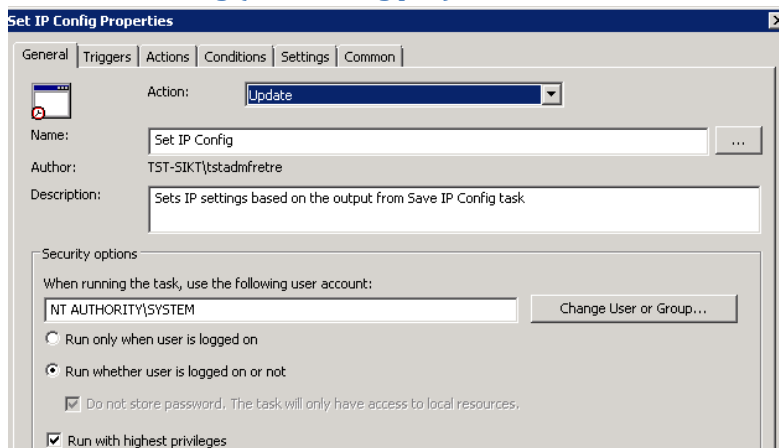 Set IP Config Properties
General Triggers Actions Conditions Settings Common
Action: Update
Name: Set IP Config ...
Author: TST-SIKT\tstadmfretre
Description: Sets IP settings based on the output from Save IP Config task
Security options
When running the task, use the following user account:
NT AUTHORITY\SYSTEM Change User or Group...
Run only when user is logged on
Run whether user is logged on or not
Do not store password. The task will only have access to local resources.
Run with highest privileges